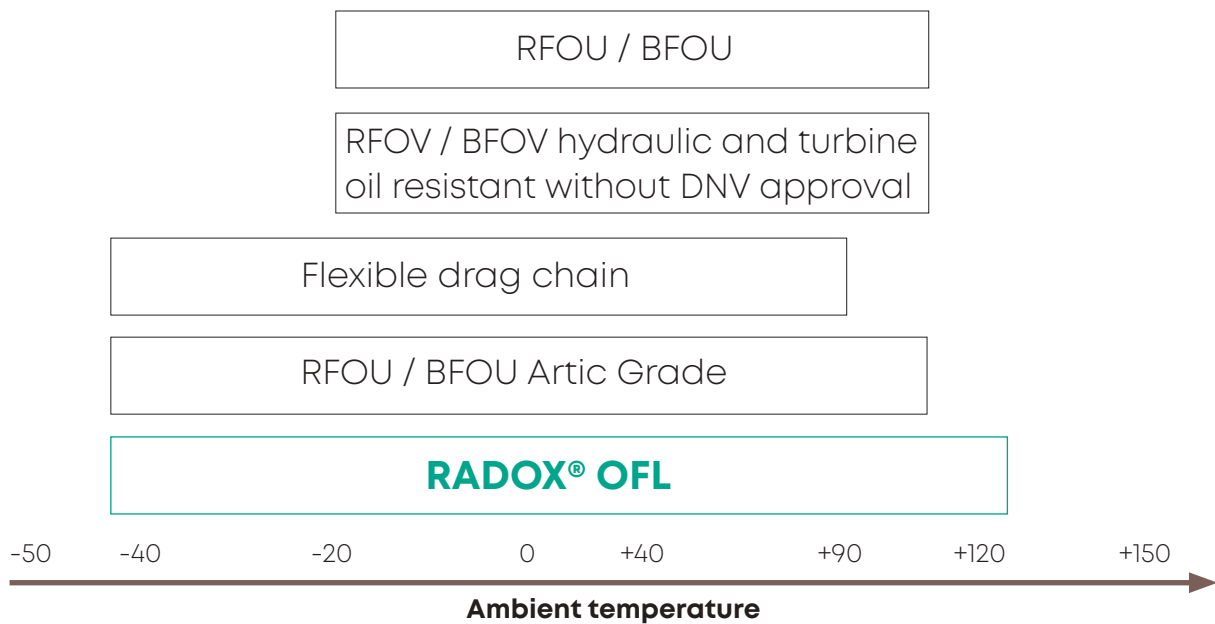 RFOU / BFOU
RFOV / BFOV hydraulic and turbine
oil resistant without DNV approval
Flexible drag chain
RFOU / BFOU Artic Grade
RADOX® OFL
-50 -40 -20 0 +40 +90 +120 +150
Ambient temperature